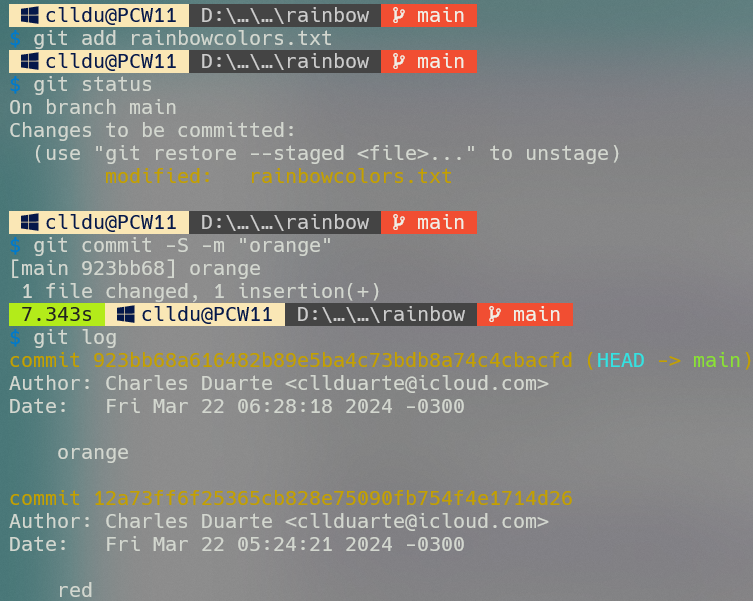 clldu@PCW11 D:\…\…\rainbow main
$ git add rainbowcolors.txt
clldu@PCW11 D:\…\…\rainbow main
$ git status
On branch main
Changes to be committed:
(use "git restore --staged <file>..." to unstage)
modified: rainbowcolors.txt
clldu@PCW11 D:\…\…\rainbow main
$ git commit -S -m "orange"
[main 923bb68] orange
1 file changed, 1 insertion(+)
7.343s clldu@PCW11 D:\…\…\rainbow main
$ git log
commit 923bb68a616482b89e5ba4c73bdb8a74c4cbacfd (HEAD -> main)
Author: Charles Duarte <cllduarte@icloud.com>
Date: Fri Mar 22 06:28:18 2024 -0300
orange
commit 12a73ff6f25365cb828e75090fb754f4e1714d26
Author: Charles Duarte <cllduarte@icloud.com>
Date: Fri Mar 22 05:24:21 2024 -0300
red